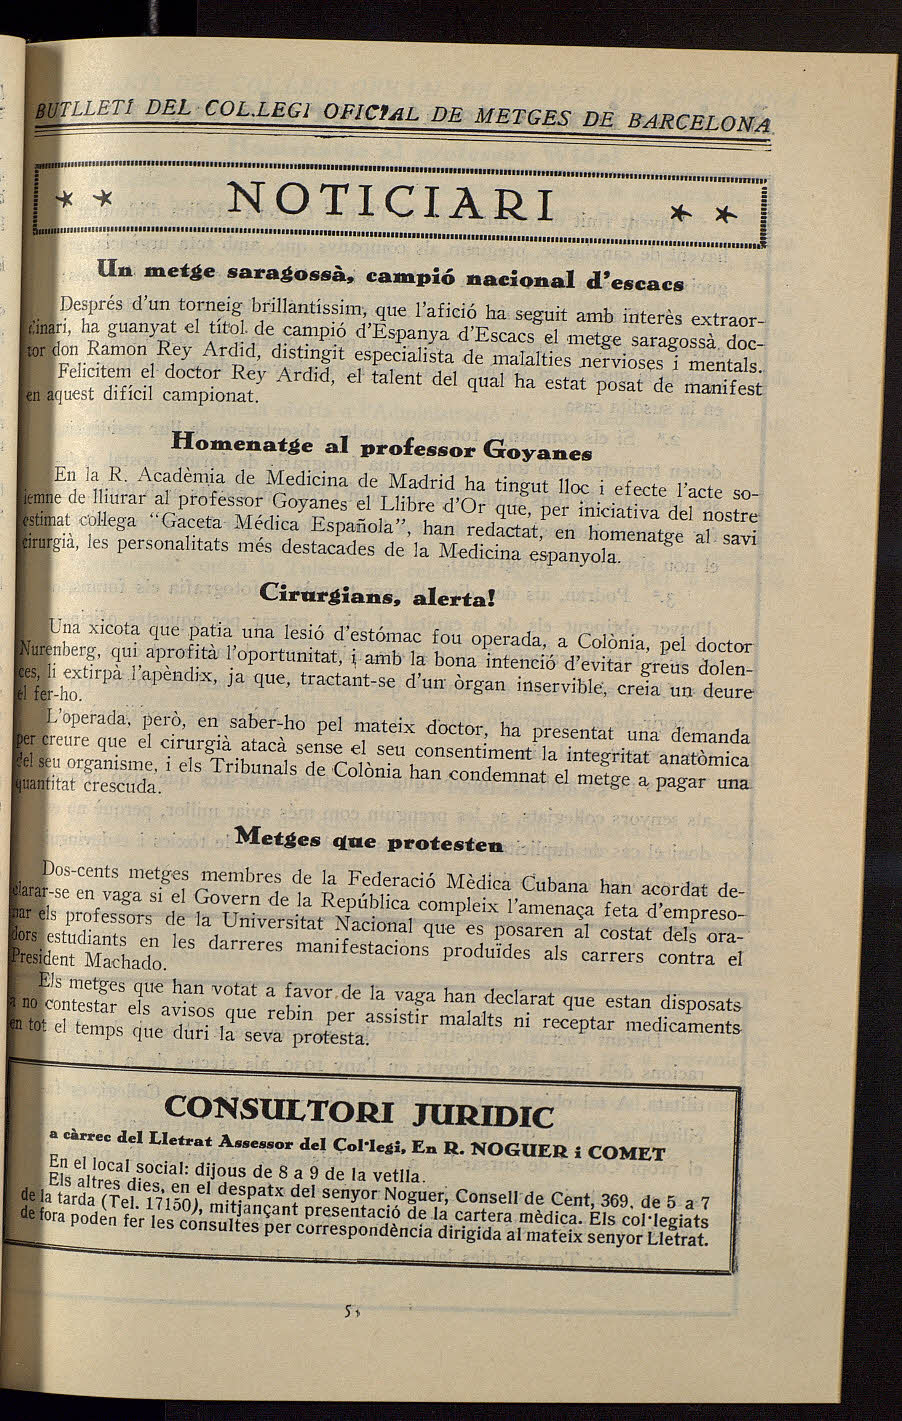 BUTLLETÍ DEL COL.LEGI OFICIAL DE METGES DE BARCELONA
NOTICIARI
Un metge saragossà, campió nacional d'escacs
Després d'un torneig brillantíssim, que l'afició ha seguit amb interès extraor-
dinari, ha guanyat el títol de campió d'Espanya d'Escacs el metge saragossà doc-
tor don Ramon Rey Ardid, distingit especialista de malalties nervioses i mentals.
Felicitem el doctor Rey Ardid, el talent del qual ha estat posat de manifest
en aquest difícil campionat.
Homenatge al professor Goyanes
En la R. Acadèmia de Medicina de Madrid ha tingut lloc i efecte l'acte so-
lemne de lliurar al professor Goyanes el Llibre d'Or que, per iniciativa del nostre
estimat col·lega "Gaceta Médica Española", han redactat, en homenatge al savi
cirurgià, les personalitats més destacades de la Medicina espanyola.
Cirurgians, alerta!
Una xicota que patia una lesió d'estómac fou operada, a Colònia, pel doctor
Nurenberg, qui aprofità l'oportunitat, i amb la bona intenció d'evitar greus dolen-
ces, li extirpà l'apèndix, ja que, tractant-se d'un òrgan inservible, creia un deure
el fer-ho.
L'operada, però, en saber-ho pel mateix doctor, ha presentat una demanda
per creure que el cirurgià atacà sense el seu consentiment la integritat anatòmica
del seu organisme, i els Tribunals de Colònia han condemnat el metge a pagar una
quantitat crescuda.
Metges que protesten
Dos-cents metges membres de la Federació Mèdica Cubana han acordat de-
clarar-se en vaga si el Govern de la República compleix l'amenaça feta d'empreso-
nar els professors de la Universitat Nacional que es posaren al costat dels ora-
dors estudiants en les darreres manifestacions produïdes als carrers contra el
President Machado.
Els metges que han votat a favor de la vaga han declarat que estan disposats
a no contestar els avisos que rebin per assistir malalts ni receptar medicaments
en tot el temps que duri la seva protesta.
CONSULTORI JURIDIC
a càrrec del Lletrat Assessor del Col·legi, En R. NOGUER i COMET
En el local social: dijous de 8 a 9 de la vetlla.
Els altres dies, en el despatx del senyor Noguer, Consell de Cent, 369, de 5 a 7
de la tarda (Tel. 17150), mitjançant presentació de la cartera mèdica. Els col·legiats
de fora poden fer les consultes per correspondència dirigida al mateix senyor Lletrat.